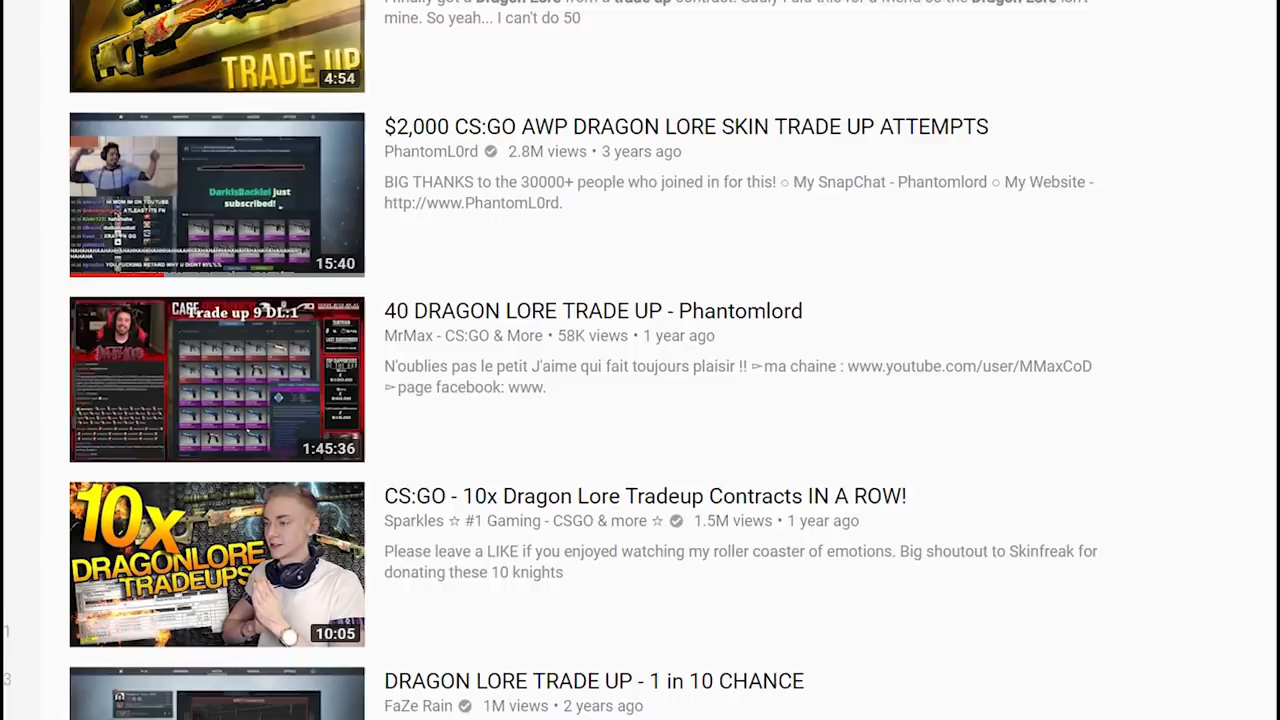 mine. So yeah... I can't do 50
TRADE UP
4:54
$2,000 CS:GO AWP DRAGON LORE SKIN TRADE UP ATTEMPTS
PhantomL0rd 2.8M views • 3 years ago
BIG THANKS to the 30000+ people who joined in for this! ○ My SnapChat - Phantomlord ○ My Website -
http://www.PhantomL0rd.
DarkIsBacklei just
subscribed!
15:40
40 DRAGON LORE TRADE UP - Phantomlord
MrMax - CS:GO & More • 58K views • 1 year ago
N'oublies pas le petus jaime qui fait toujours plaisir !! ➢ma chaine : www.youtube.com/user/MMaxCoD
➢page facebook: www.
Trade up 9 DL:1
1:45:36
CS:GO - 10x Dragon Lore Tradeup Contracts IN A ROW!
Sparkles ☆ #1 Gaming - CSGO & more ☆ 1.5M views • 1 year ago
Please leave a LIKE if you enjoyed watching my roller coaster of emotions. Big shoutout to Skinfreak for
donating these 10 knights
10x
DRAGONLORE
TRADEUPS
10:05
DRAGON LORE TRADE UP - 1 in 10 CHANCE
FaZe Rain 1M views • 2 years ago